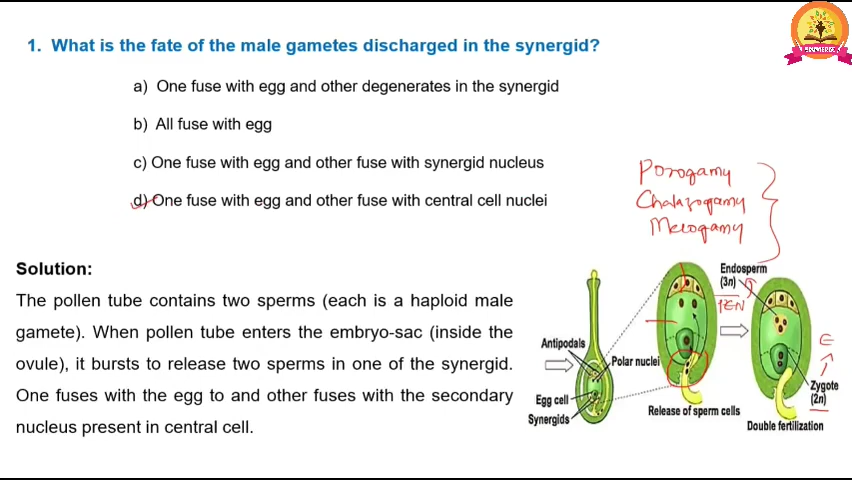 1. What is the fate of the male gametes discharged in the synergid?
a) One fuse with egg and other degenerates in the synergid
b) All fuse with egg
c) One fuse with egg and other fuse with synergid nucleus
d) One fuse with egg and other fuse with central cell nuclei
Porogamy
Chalazogamy
Mesogamy
Solution:
The pollen tube contains two sperms (each is a haploid male
gamete). When pollen tube enters the embryo-sac (inside the
ovule), it bursts to release two sperms in one of the synergid.
One fuses with the egg to and other fuses with the secondary
nucleus present in central cell.
Endosperm
(3n)
PEN
Antipodals
Polar nuclei
Egg cell
Synergids
Release of sperm cells
E
Zygote
(2n)
Double fertilization